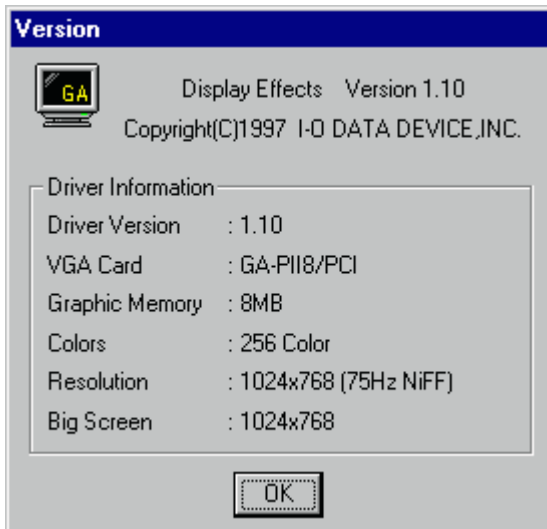 Version
GA
Display Effects Version 1.10
Copyright(C)1997 I-O DATA DEVICE,INC.
Driver Information
Driver Version : 1.10
VGA Card : GA-PII8/PCI
Graphic Memory : 8MB
Colors : 256 Color
Resolution : 1024x768 (75Hz NiFF)
Big Screen : 1024x768
OK